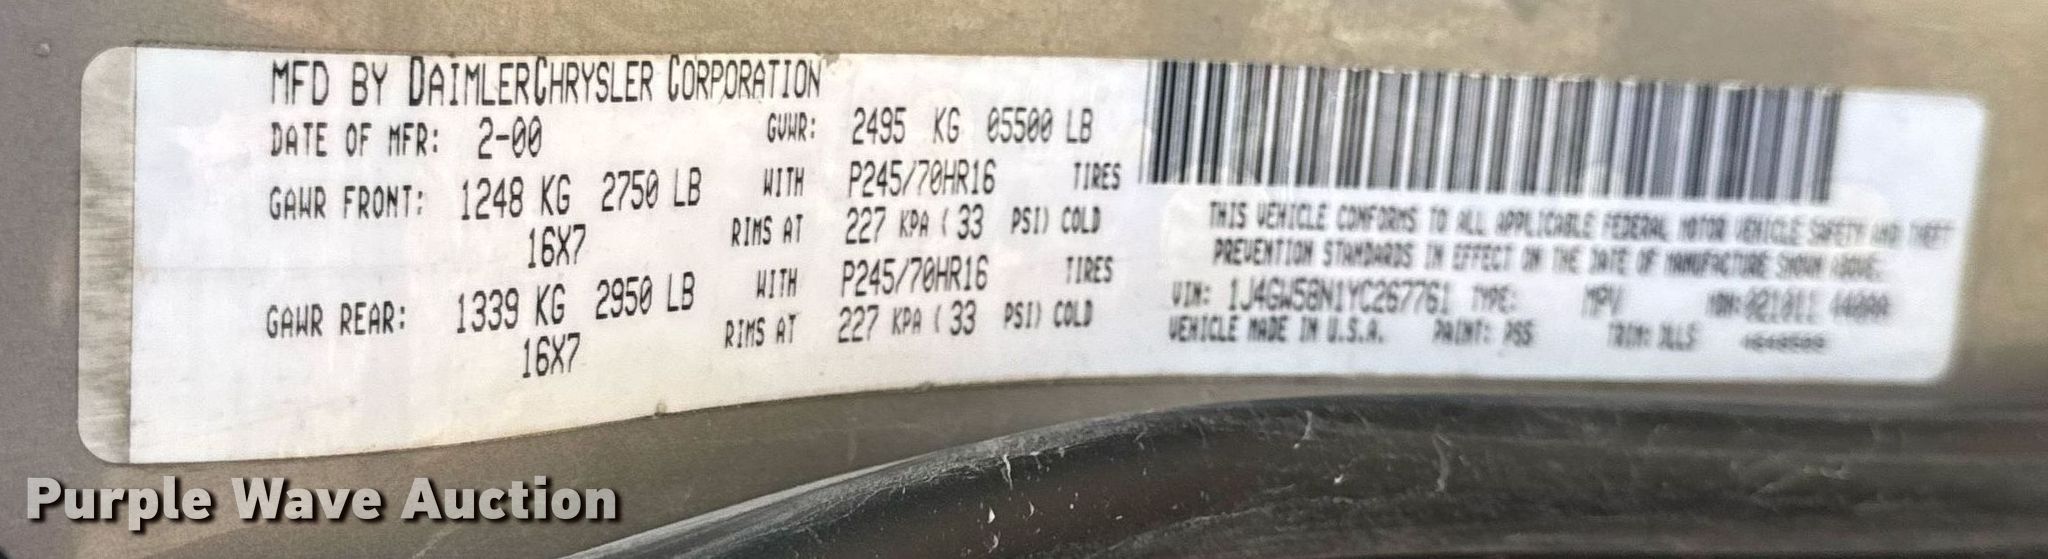 MFD BY DAIMLERCHRYSLER CORPORATION
DATE OF MFR: 2-00 GVWR: 2495 KG 05500 LB
GAWR FRONT: 1248 KG 2750 LB WITH P245/70HR16 TIRES
16X7 RIMS AT 227 KPA ( 33 PSI) COLD
GAWR REAR: 1339 KG 2950 LB WITH P245/70HR16 TIRES
16X7 RIMS AT 227 KPA ( 33 PSI) COLD
THIS VEHICLE CONFORMS TO ALL APPLICABLE FEDERAL MOTOR VEHICLE SAFETY AND THEFT
PREVENTION STANDARDS IN EFFECT ON THE DATE OF MANUFACTURE SHOWN ABOVE.
VIN: 1J4GW58N1YC267761 TYPE: MPV MDH:
VEHICLE MADE IN U.S.A. PAINT: TRIM:
Purple Wave Auction